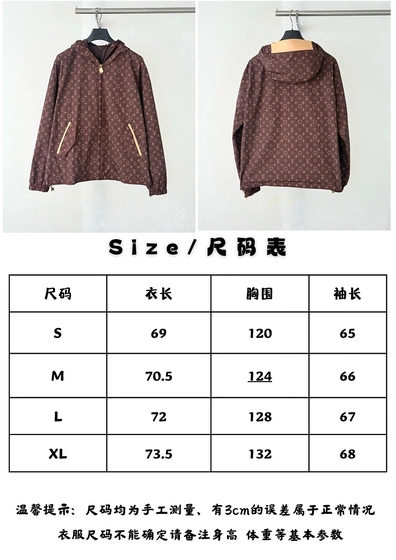 Size/尺码表
尺码 衣长 胸围 袖长
S 69 120 65
M 70.5 124 66
L 72 128 67
XL 73.5 132 68
温馨提示：尺码均为手工测量、有3cm的误差属于正常情况
衣服尺码不能确定请备注身高 体重等基本参数